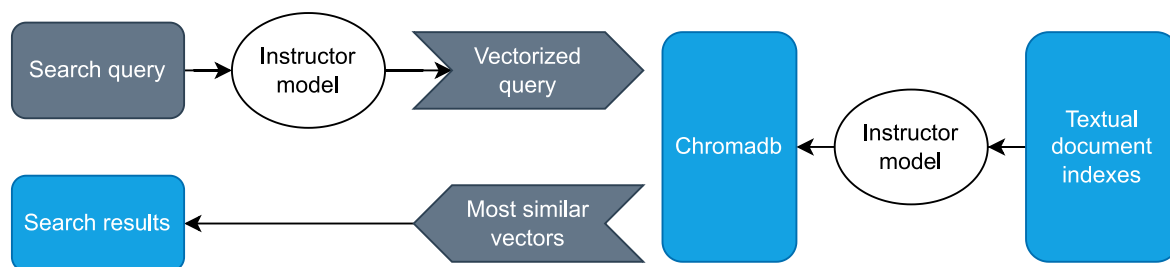 Search query
Instructor
model
Vectorized
query
Chromadb
Instructor
model
Textual
document
indexes
Search results
Most similar
vectors